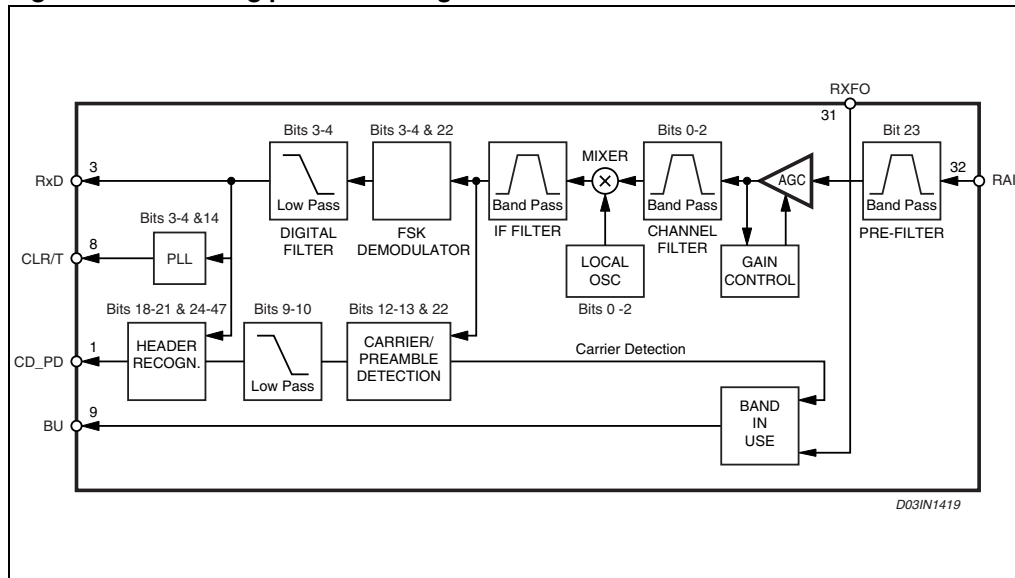 RXFO
31
Bits 3-4
Bits 3-4 & 22
Bits 0-2
Bit 23
3
RxD
MIXER
AGC
32
RAI
Low Pass
Band Pass
Band Pass
Band Pass
DIGITAL
FILTER
FSK
DEMODULATOR
IF FILTER
CHANNEL
FILTER
PRE-FILTER
Bits 3-4 &14
8
CLR/T
PLL
LOCAL
OSC
GAIN
CONTROL
Bits 0 -2
Bits 18-21 & 24-47
Bits 9-10
Bits 12-13 & 22
1
CD_PD
HEADER
RECOGN.
Low Pass
CARRIER/
PREAMBLE
DETECTION
Carrier Detection
9
BU
BAND
IN
USE
D03IN1419